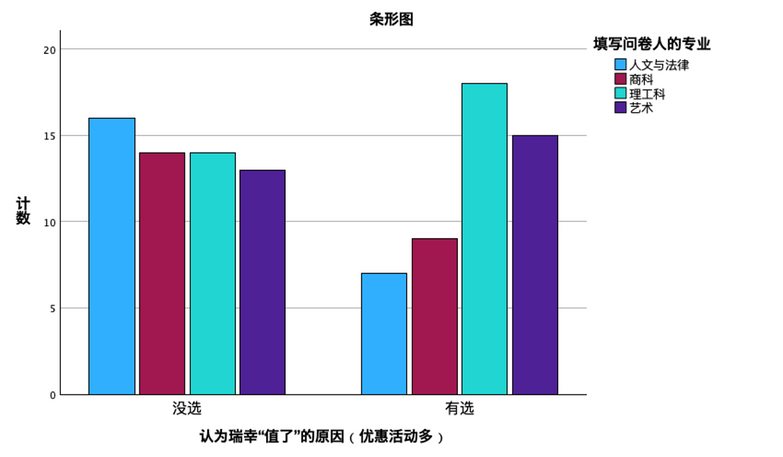 条形图
填写问卷人的专业
人文与法律
商科
理工科
艺术
计数
20
15
10
5
0
没选
有选
认为瑞幸“值了”的原因（优惠活动多）